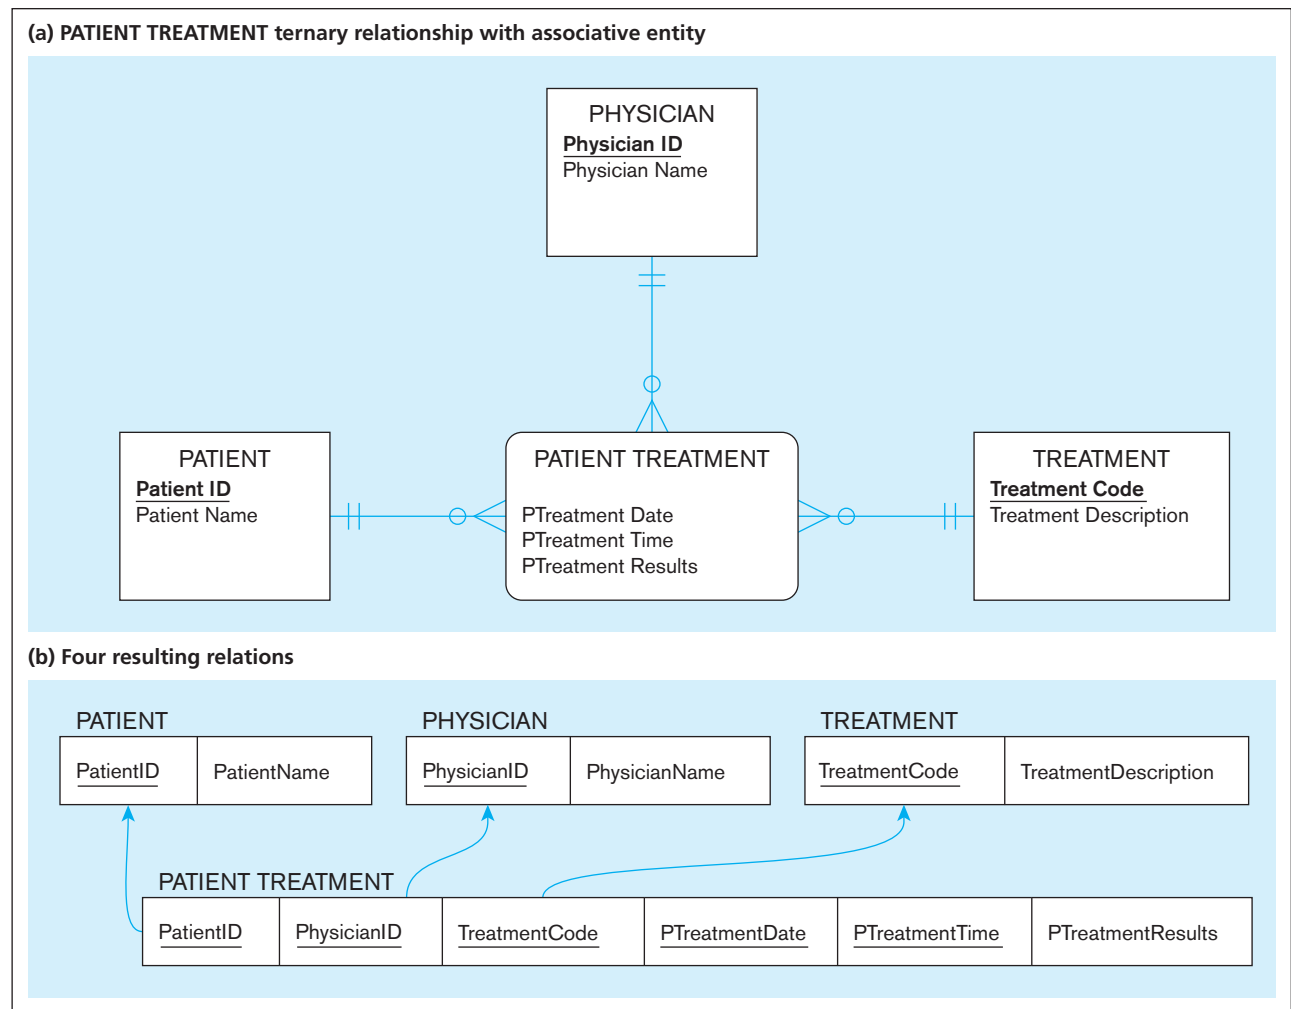 (a) PATIENT TREATMENT ternary relationship with associative entity
PHYSICIAN
Physician ID
Physician Name
PATIENT
Patient ID
Patient Name
PATIENT TREATMENT
PTreatment Date
PTreatment Time
PTreatment Results
TREATMENT
Treatment Code
Treatment Description
(b) Four resulting relations
PATIENT
PatientID PatientName
PHYSICIAN
PhysicianID PhysicianName
TREATMENT
TreatmentCode TreatmentDescription
PATIENT TREATMENT
PatientID PhysicianID TreatmentCode PTreatmentDate PTreatmentTime PTreatmentResults